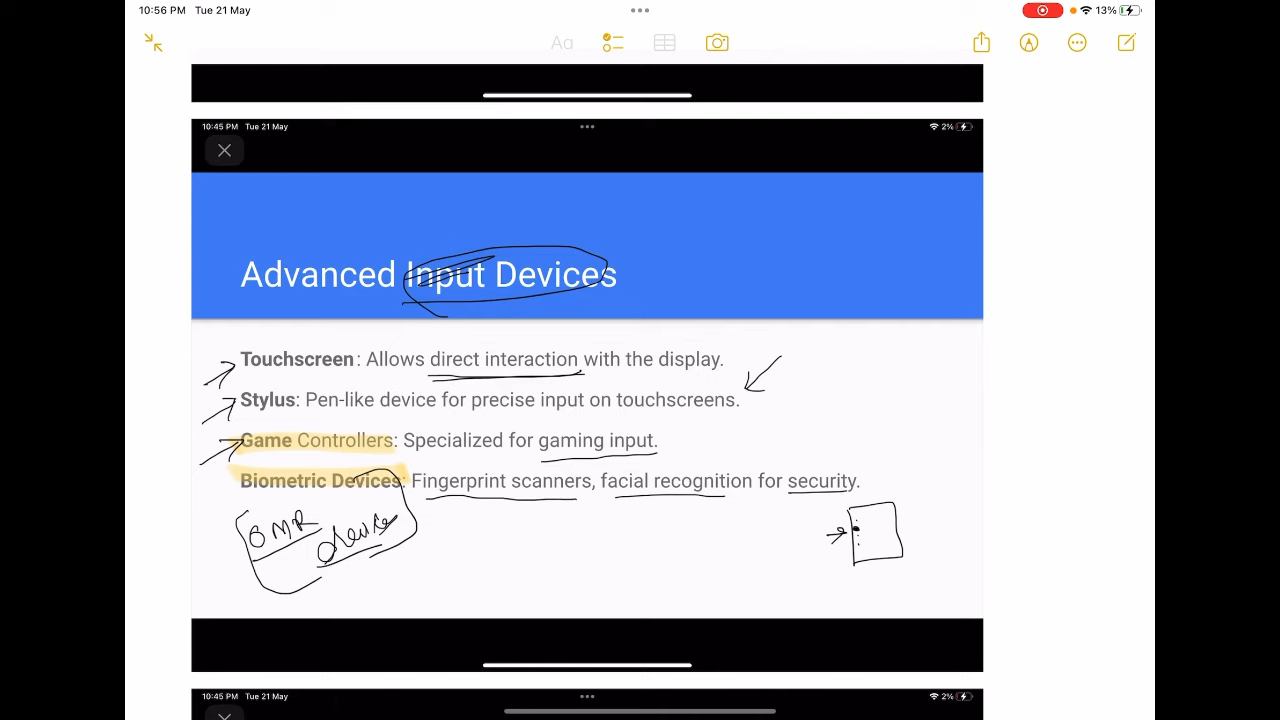 10:56 PM Tue 21 May
13%
Aa
10:45 PM Tue 21 May
2%
Advanced Input Devices
Touchscreen: Allows direct interaction with the display.
Stylus: Pen-like device for precise input on touchscreens.
Game Controllers: Specialized for gaming input.
Biometric Devices: Fingerprint scanners, facial recognition for security.
OMR device
10:45 PM Tue 21 May
2%